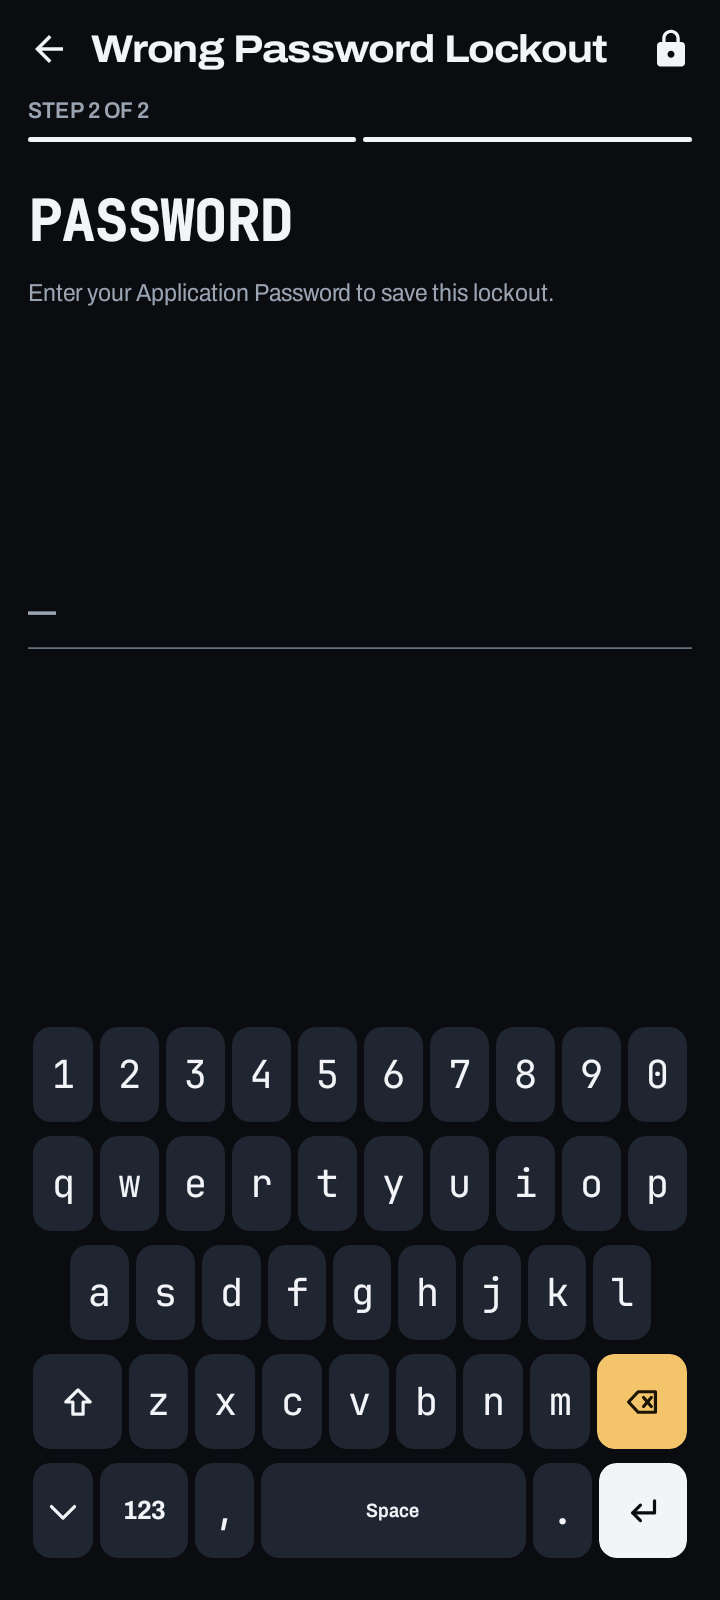 Wrong Password Lockout
STEP 2 OF 2
PASSWORD
Enter your Application Password to save this lockout.
1 2 3 4 5 6 7 8 9 0
q w e r t y u i o p
a s d f g h j k l
z x c v b n m
123 , Space .